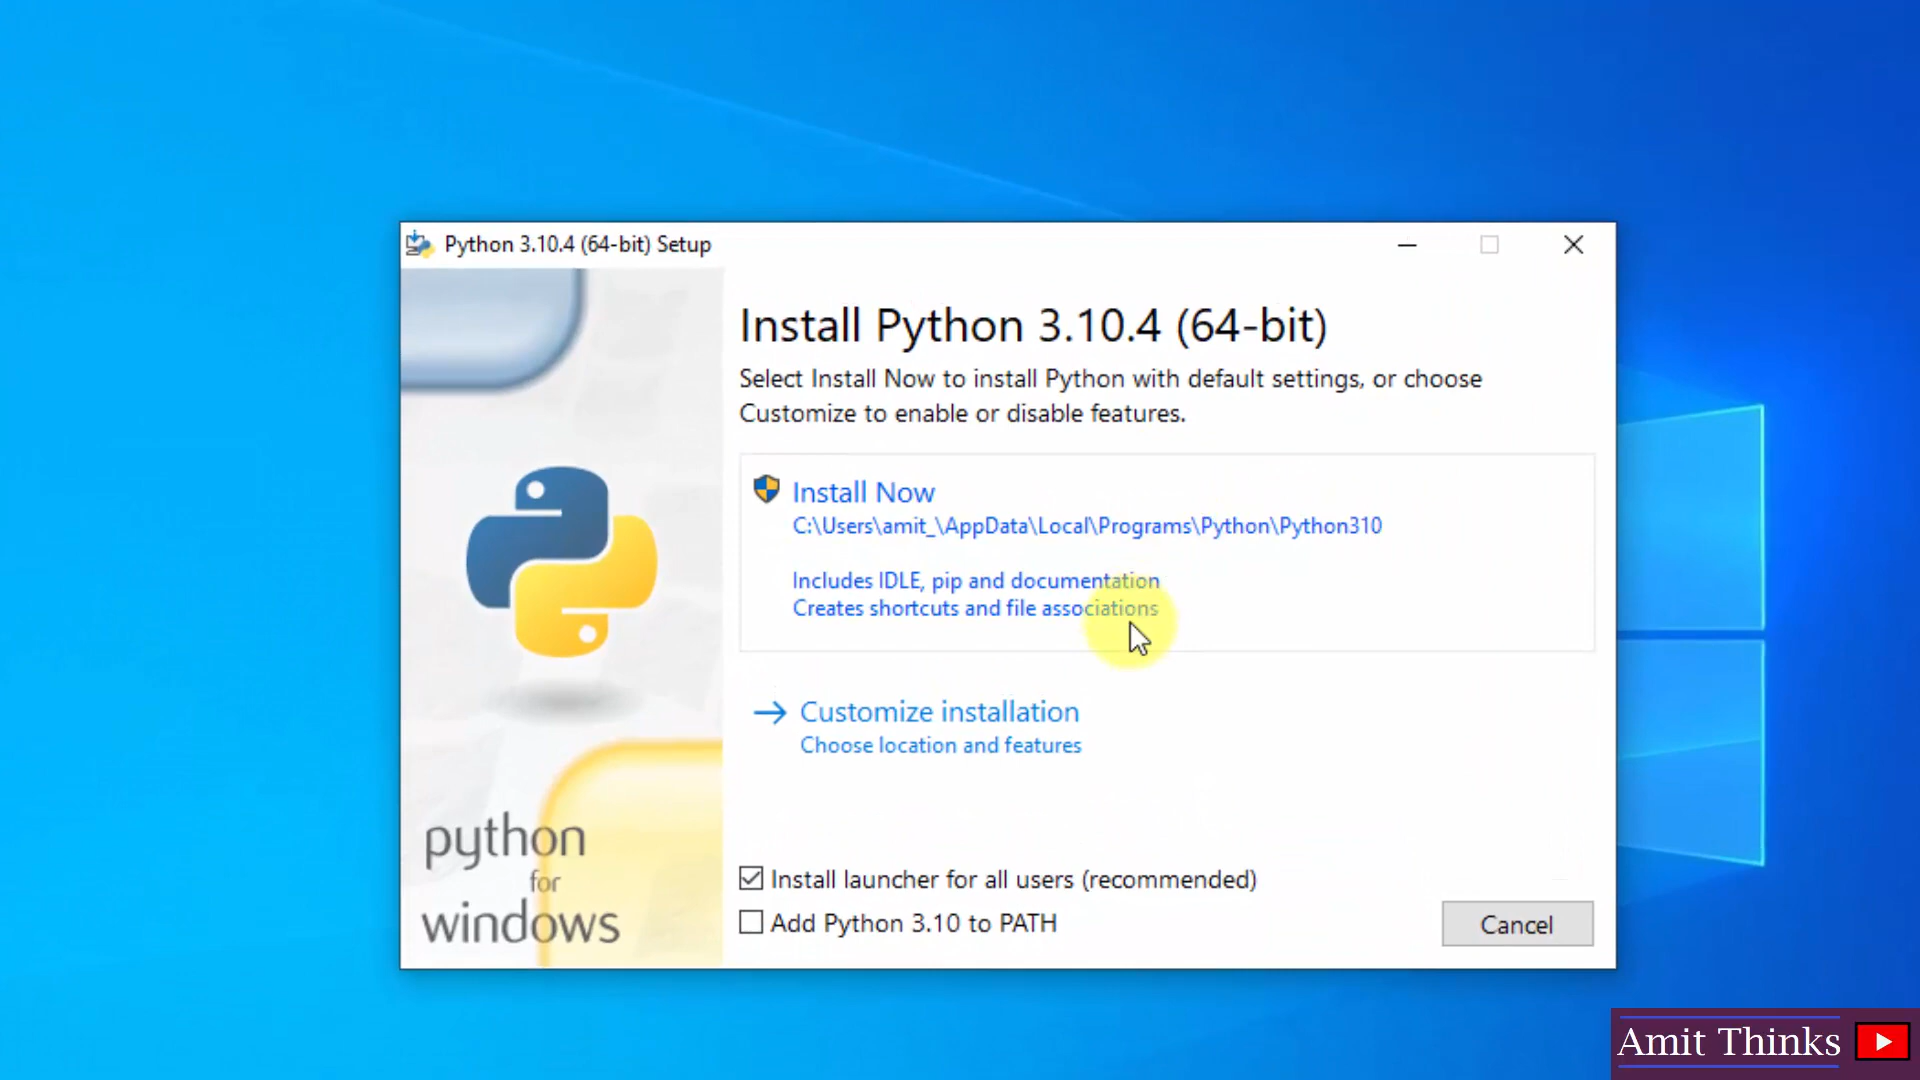 Python 3.10.4 (64-bit) Setup
Install Python 3.10.4 (64-bit)
Select Install Now to install Python with default settings, or choose
Customize to enable or disable features.
Install Now
C:\Users\amit_\AppData\Local\Programs\Python\Python310
Includes IDLE, pip and documentation
Creates shortcuts and file associations
Customize installation
Choose location and features
python
for
windows
Install launcher for all users (recommended)
Add Python 3.10 to PATH
Cancel
Amit Thinks